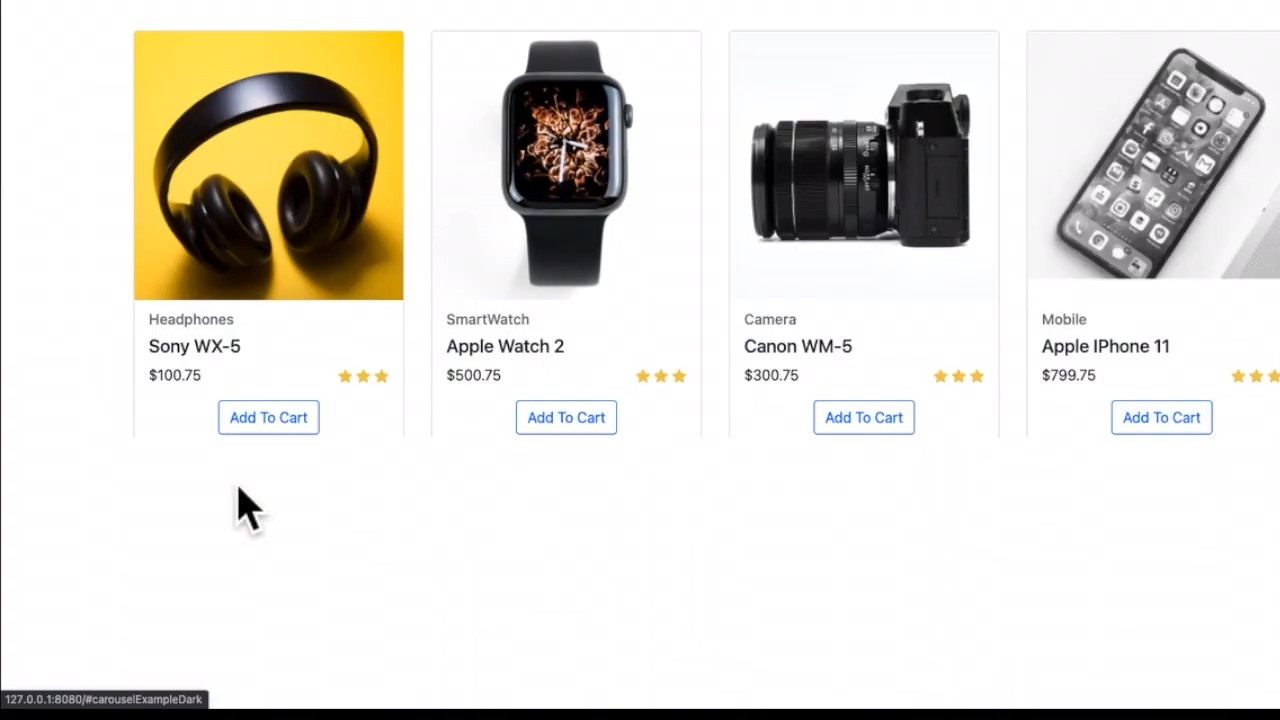 Headphones
Sony WX-5
$100.75
Add To Cart
SmartWatch
Apple Watch 2
$500.75
Add To Cart
Camera
Canon WM-5
$300.75
Add To Cart
Mobile
Apple IPhone 11
$799.75
Add To Cart
127.0.0.1:8080/#carouselExampleDark